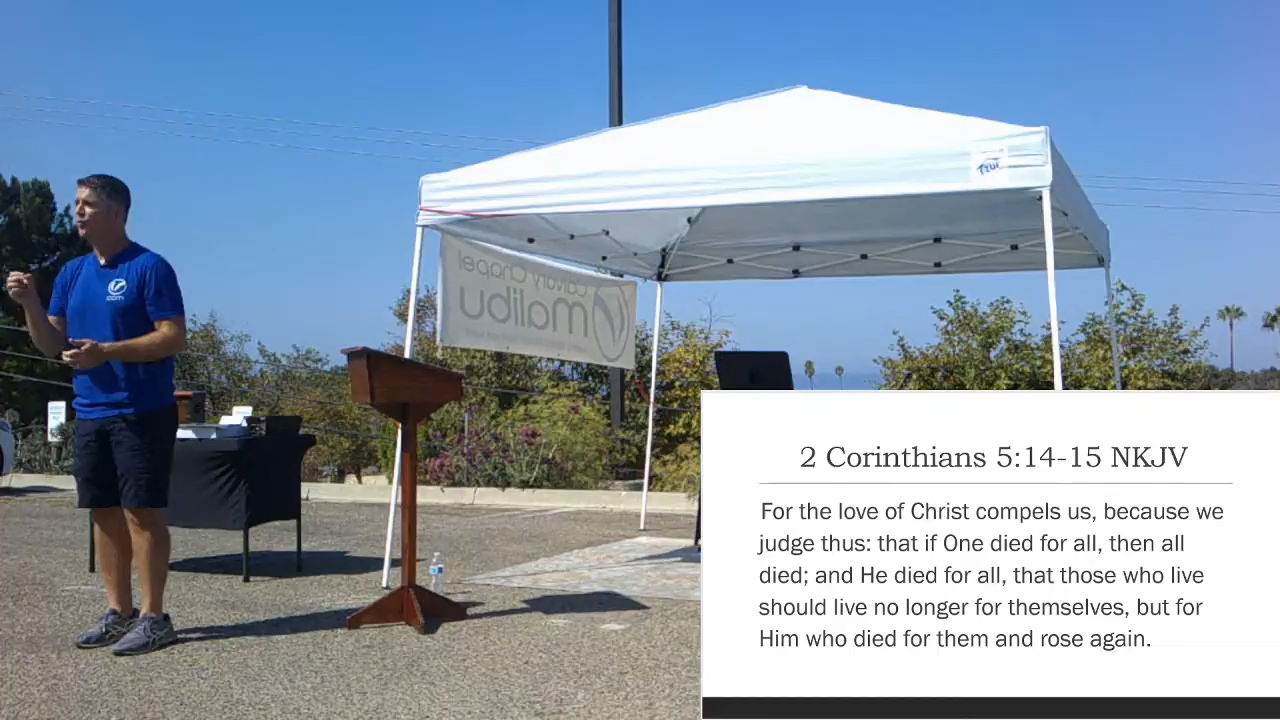 Calvary Chapel
Malibu
ccm
2 Corinthians 5:14-15 NKJV
For the love of Christ compels us, because we
judge thus: that if One died for all, then all
died; and He died for all, that those who live
should live no longer for themselves, but for
Him who died for them and rose again.